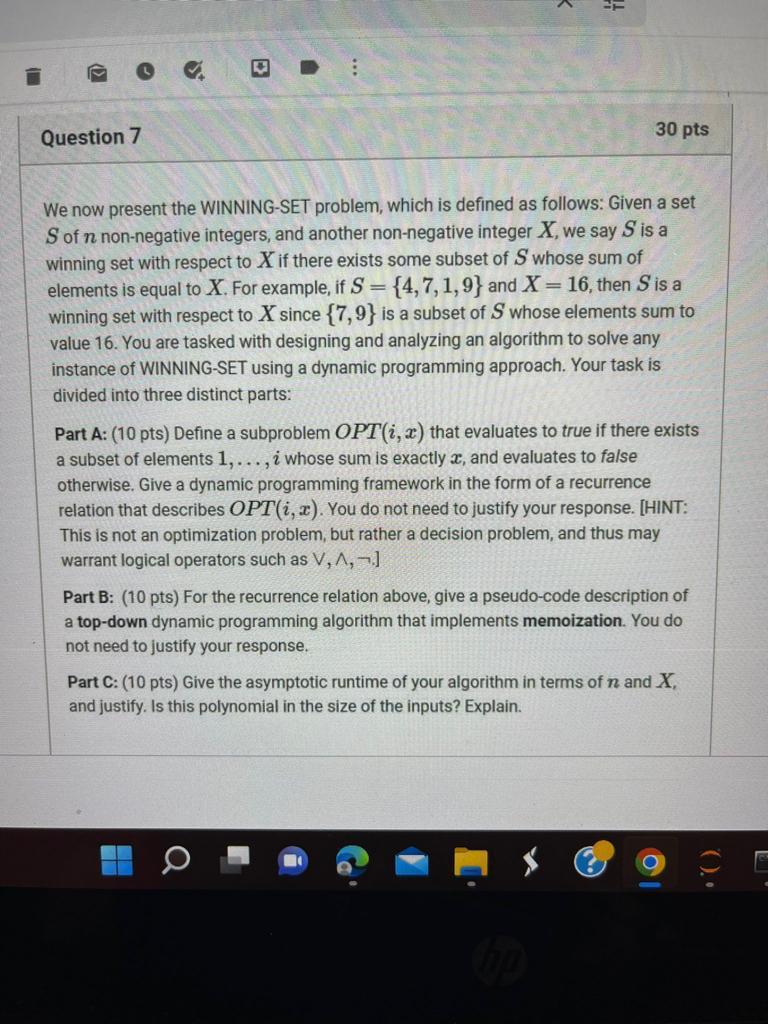 Question 7
30 pts
We now present the WINNING-SET problem, which is defined as follows: Given a set
S of n non-negative integers, and another non-negative integer X, we say S is a
winning set with respect to X if there exists some subset of S whose sum of
elements is equal to X. For example, if S = {4, 7, 1, 9} and X = 16, then S is a
winning set with respect to X since {7, 9} is a subset of S whose elements sum to
value 16. You are tasked with designing and analyzing an algorithm to solve any
instance of WINNING-SET using a dynamic programming approach. Your task is
divided into three distinct parts:
Part A: (10 pts) Define a subproblem OPT(i, x) that evaluates to true if there exists
a subset of elements 1, . . . , i whose sum is exactly x, and evaluates to false
otherwise. Give a dynamic programming framework in the form of a recurrence
relation that describes OPT(i, x). You do not need to justify your response. [HINT:
This is not an optimization problem, but rather a decision problem, and thus may
warrant logical operators such as ∨, ∧, ¬.]
Part B: (10 pts) For the recurrence relation above, give a pseudo-code description of
a top-down dynamic programming algorithm that implements memoization. You do
not need to justify your response.
Part C: (10 pts) Give the asymptotic runtime of your algorithm in terms of n and X,
and justify. Is this polynomial in the size of the inputs? Explain.
hp